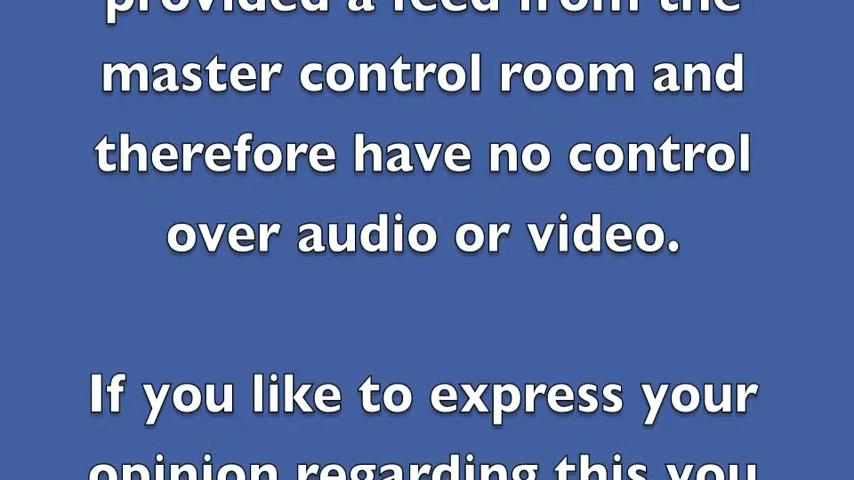 provided a feed from the
master control room and
therefore have no control
over audio or video.
If you like to express your
opinion regarding this you